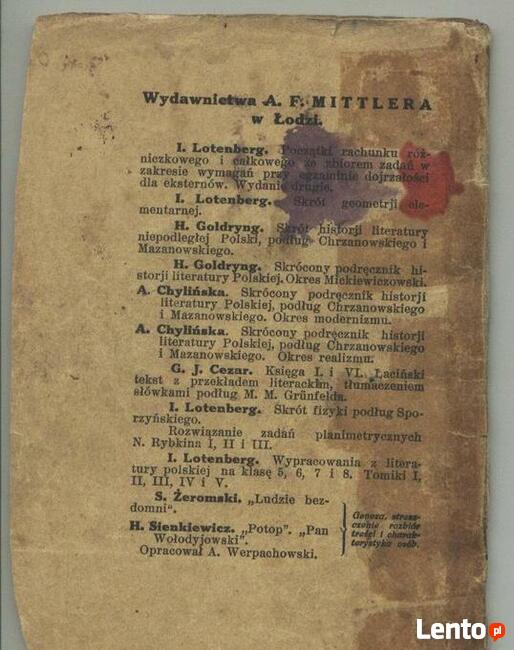 Wydawnictwa A. F. MITTLERA
w Łodzi.
I. Lotenberg. Początki rachunku róż-
niczkowego i całkowego ze zbiorem zadań w
zakresie wymagań przy egzaminie dojrzałości
dla eksternów. Wydanie drugie.
I. Lotenberg. Skrót geometrji ele-
mentarnej.
H. Goldryng. Skrót historji literatury
niepodległej Polski, podług Chrzanowskiego i
Mazanowskiego.
H. Goldryng. Skrócony podręcznik hi-
storji literatury Polskiej. Okres Mickiewiczowski.
A. Chylińska. Skrócony podręcznik historji
literatury Polskiej, podług Chrzanowskiego
i Mazanowskiego. Okres modernizmu.
A. Chylińska. Skrócony podręcznik historji
literatury Polskiej, podług Chrzanowskiego
i Mazanowskiego. Okres realizmu.
G. J. Cezar. Księga I. i VI. Łaciński
tekst z przekładem literackim, tłumaczeniem
słówkami podług M. M. Grünfelda.
I. Lotenberg. Skrót fizyki podług Spo-
rzyńskiego.
Rozwiązanie zadań planimetrycznych
N. Rybkina I, II i III.
I. Lotenberg. Wypracowania z litera-
tury polskiej na klasę 5, 6, 7 i 8. Tomiki I,
II, III, IV i V.
S. Żeromski. „Ludzie bez-
domni".
H. Sienkiewicz. „Potop". „Pan
Wołodyjowski".
Opracował A. Werpachowski.
Geneza, stresz-
czenie rozbiór
treści i charak-
terystyka osób.
Lento.pl